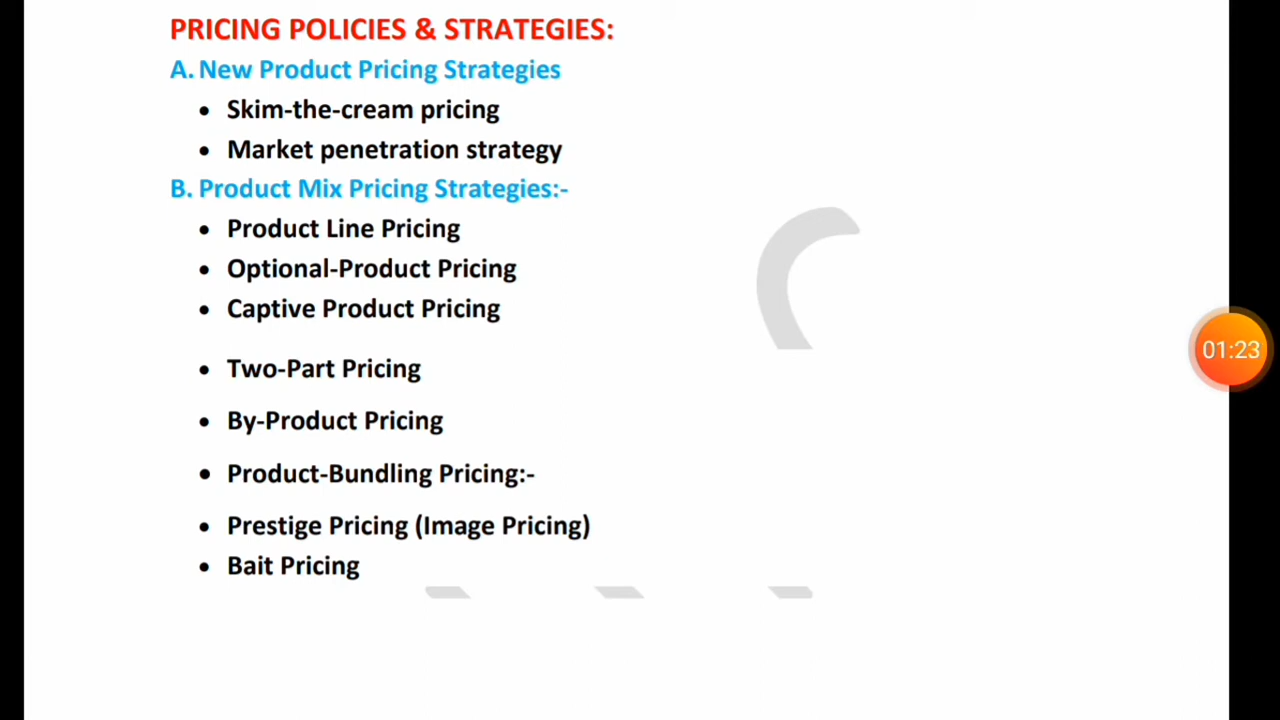 PRICING POLICIES & STRATEGIES:
A. New Product Pricing Strategies
• Skim-the-cream pricing
• Market penetration strategy
B. Product Mix Pricing Strategies:-
• Product Line Pricing
• Optional-Product Pricing
• Captive Product Pricing
• Two-Part Pricing
• By-Product Pricing
• Product-Bundling Pricing:-
• Prestige Pricing (Image Pricing)
• Bait Pricing
01:23